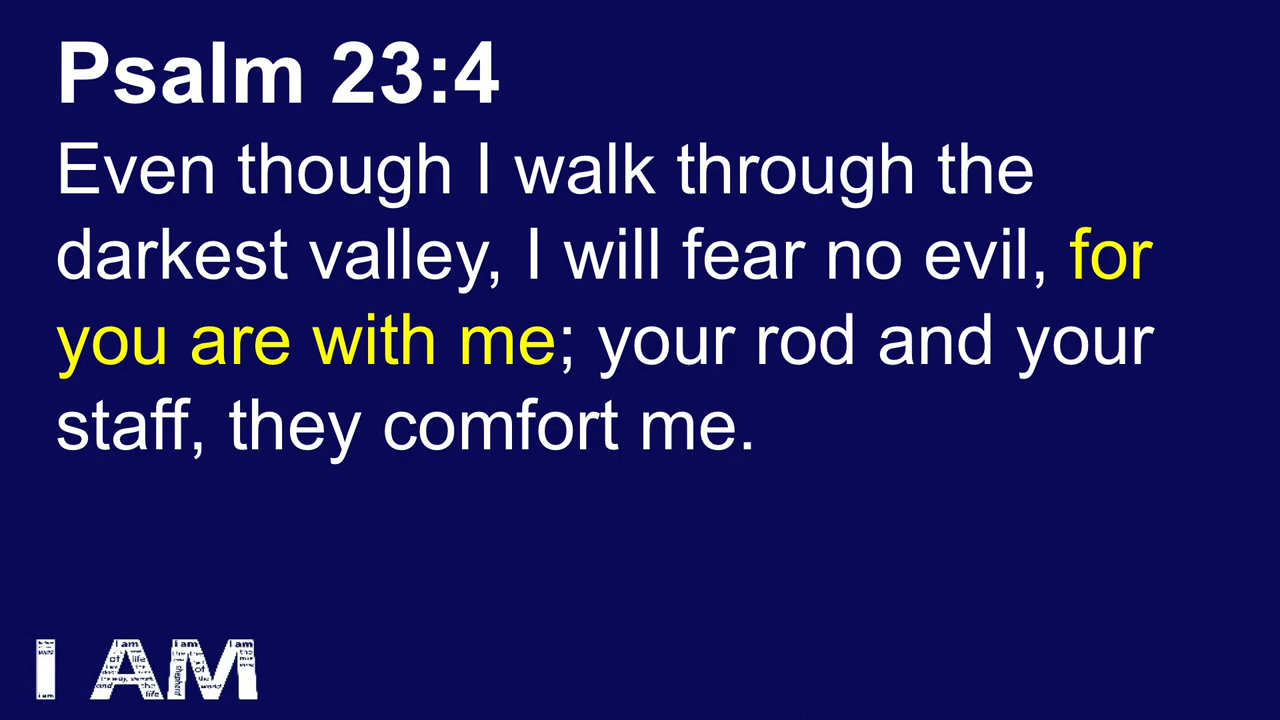 Psalm 23:4
Even though I walk through the
darkest valley, I will fear no evil, for
you are with me; your rod and your
staff, they comfort me.
I AM